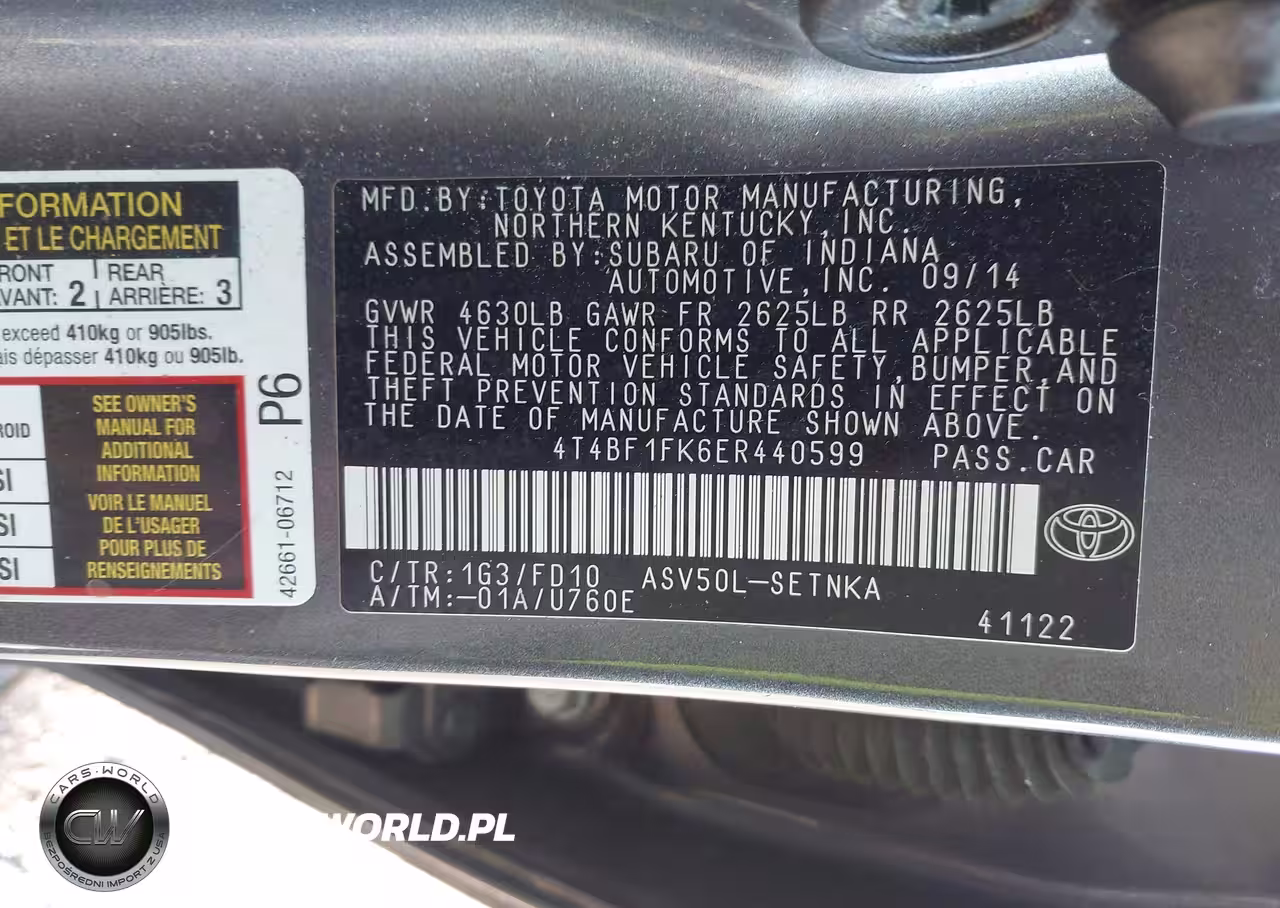 FORMATION
ET LE CHARGEMENT
RONT | REAR
VANT: 2 | ARRIÈRE: 3
exceed 410kg or 905lbs.
ais dépasser 410kg ou 905lb.
ROID
SI
SI
SI
SEE OWNER'S
MANUAL FOR
ADDITIONAL
INFORMATION
VOIR LE MANUEL
DE L'USAGER
POUR PLUS DE
RENSEIGNEMENTS
P6
42661-06712
MFD.BY:TOYOTA MOTOR MANUFACTURING,
NORTHERN KENTUCKY,INC.
ASSEMBLED BY:SUBARU OF INDIANA
AUTOMOTIVE,INC. 09/14
GVWR 4630LB GAWR FR 2625LB RR 2625LB
THIS VEHICLE CONFORMS TO ALL APPLICABLE
FEDERAL MOTOR VEHICLE SAFETY,BUMPER,AND
THEFT PREVENTION STANDARDS IN EFFECT ON
THE DATE OF MANUFACTURE SHOWN ABOVE.
4T4BF1FK6ER440599 PASS.CAR
C/TR:1G3/FD10 ASV50L-SETNKA
A/TM:-01A/U760E
41122
CARS-WORLD
CW
BEZPOŚREDNI IMPORT Z USA
WORLD.PL